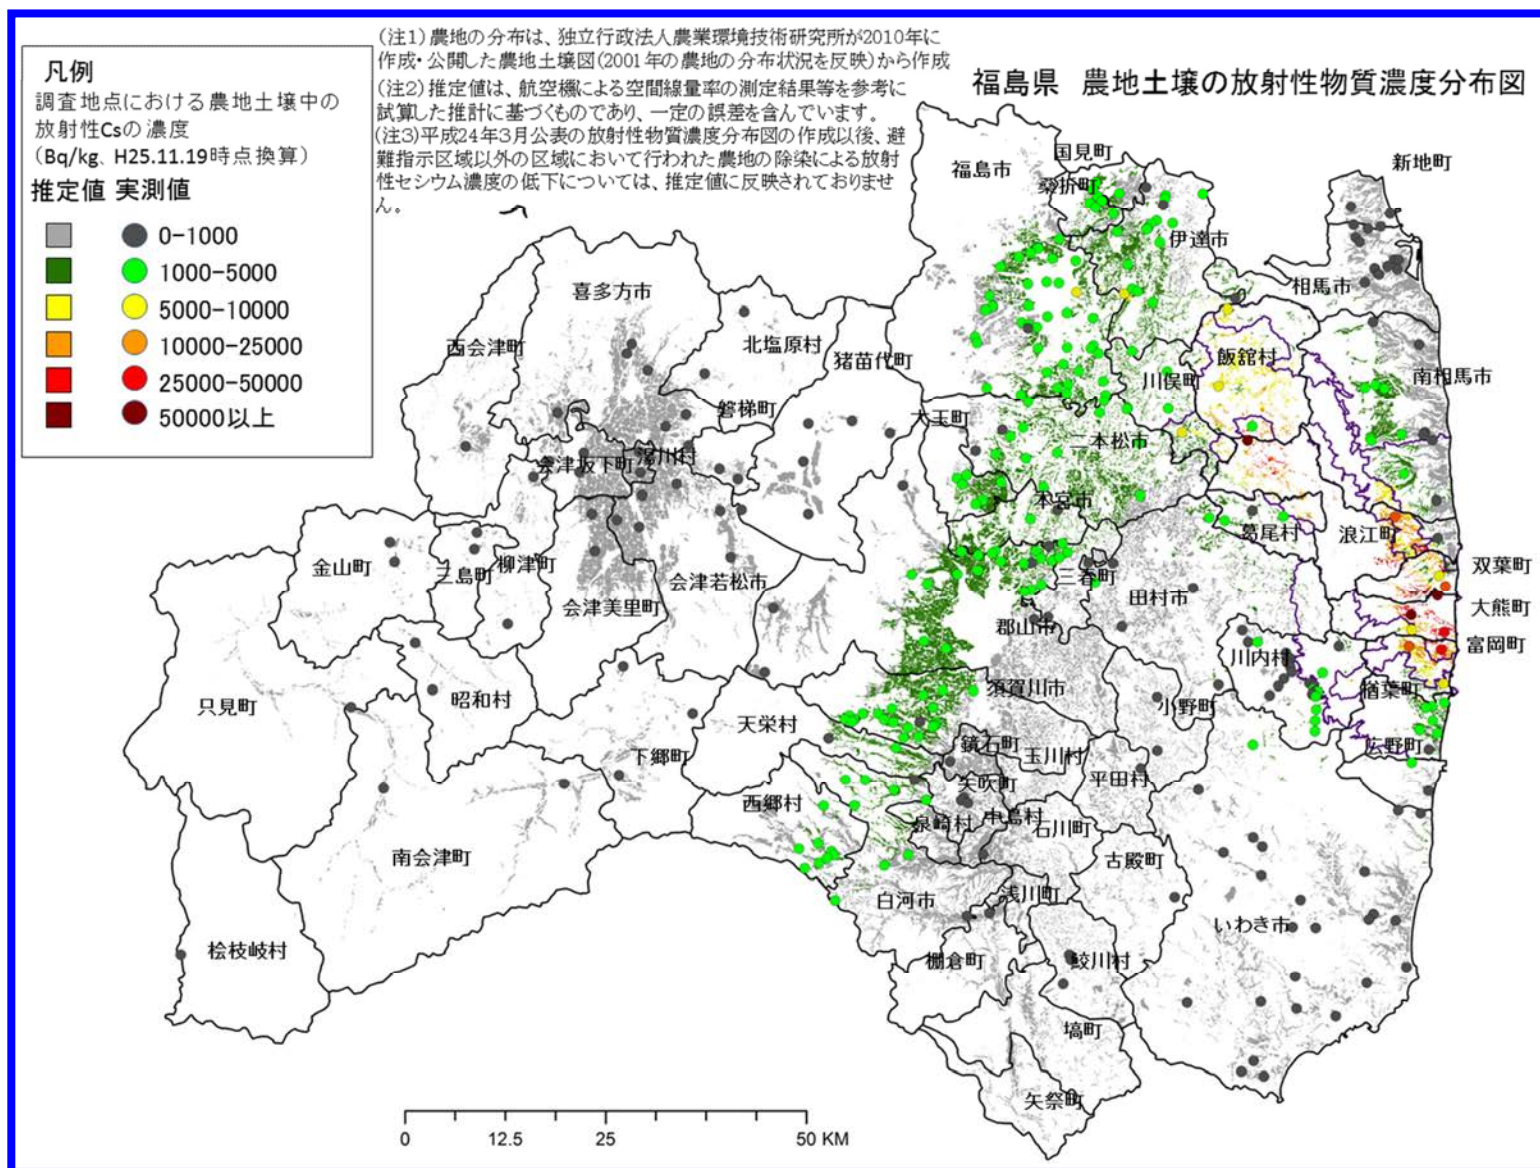 福島県 農地土壌の放射性物質濃度分布図
(注1)農地の分布は、独立行政法人農業環境技術研究所が2010年に
作成・公開した農地土壌図(2001年の農地の分布状況を反映)から作成
(注2)推定値は、航空機による空間線量率の測定結果等を参考に
試算した推計に基づくものであり、一定の誤差を含んでいます。
(注3)平成24年3月公表の放射性物質濃度分布図の作成以後、避
難指示区域以外の区域において行われた農地の除染による放射
性セシウム濃度の低下については、推定値に反映されておりませ
ん。
凡例
調査地点における農地土壌中の
放射性Csの濃度
(Bq/kg、H25.11.19時点換算)
推定値 実測値
0-1000
1000-5000
5000-10000
10000-25000
25000-50000
50000以上
国見町
新地町
福島市
桑折町
伊達市
相馬市
喜多方市
北塩原村
猪苗代町
西会津町
飯舘村
川俣町
南相馬市
磐梯町
大玉村
二本松市
会津坂下町
湯川村
本宮市
葛尾村
浪江町
金山町
三島町
柳津町
会津若松市
会津美里町
三春町
田村市
双葉町
大熊町
郡山市
富岡町
川内村
只見町
昭和村
須賀川市
小野町
楢葉町
天栄村
下郷町
鏡石町
玉川村
広野町
平田村
矢吹町
西郷村
泉崎村
中島村
石川町
南会津町
古殿町
白河市
浅川町
いわき市
檜枝岐村
棚倉町
鮫川村
塙町
矢祭町
0 12.5 25 50 KM